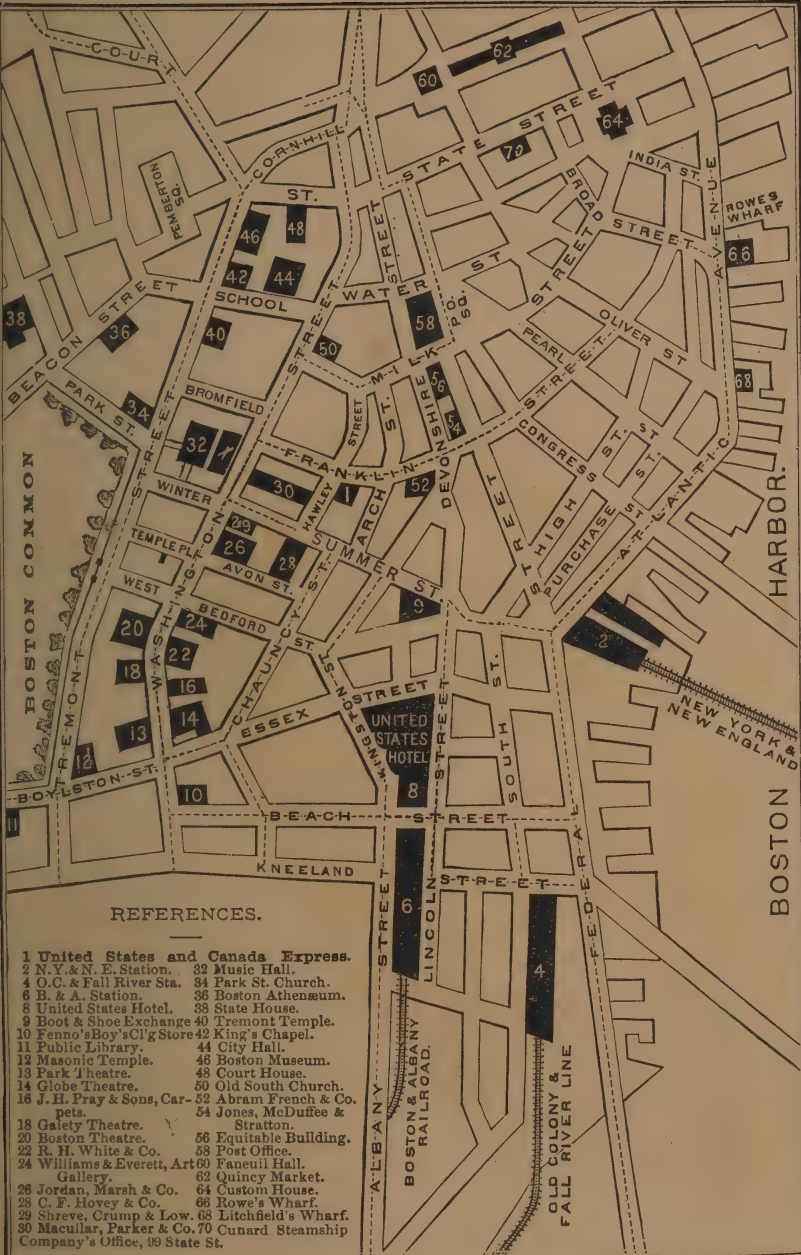 COURT
62
60
STATE STREET
64
70
CORNHILL
INDIA ST.
PEMBERTON
SQ.
ST.
BROAD STREET
AVENUE
ROWES
WHARF
46
48
STREET
66
42
44
WATER ST
STREET
SCHOOL
58
P.O.
SQ.
38
BEACON STREET
36
40
STREET
50
MILK
PEARL
OLIVER ST
STREET
56
68
PARK ST.
34
BROMFIELD
STREET
ST.
DEVONSHIRE
54
ST.
ST.
ST.
32
FRANKLIN
CONGRESS
ST
BOSTON COMMON
STREET
30
HAWLEY
1
ARCH
52
STREET
HIGH
PURCHASE
ATLANTIC
HARBOR.
WINTER
29
TEMPLE PL.
26
28
SUMMER ST.
STREET
AVON ST.
ST.
WEST
WASHINGTON
BEDFORD
ST.
9
2
20
24
22
18
CHAUNCY
KINGSTON ST.
STREET
SOUTH ST.
NEW YORK &
NEW ENGLAND
16
14
ESSEX
UNITED
STATES
HOTEL
STREET
13
TREMONT
12
BOYLSTON ST.
10
8
11
BEACH STREET
BOSTON
KNEELAND
STREET
FEDERAL
6
4
STREET
LINCOLN
ALBANY
BOSTON & ALBANY
RAILROAD.
OLD COLONY &
FALL RIVER LINE
REFERENCES.
1 United States and Canada Express.
2 N.Y. & N. E. Station. 32 Music Hall.
4 O.C. & Fall River Sta. 34 Park St. Church.
6 B. & A. Station. 36 Boston Athenæum.
8 United States Hotel. 38 State House.
9 Boot & Shoe Exchange 40 Tremont Temple.
10 Fenno'sBoy'sCl'g Store 42 King's Chapel.
11 Public Library. 44 City Hall.
12 Masonic Temple. 46 Boston Museum.
13 Park Theatre. 48 Court House.
14 Globe Theatre. 50 Old South Church.
16 J. H. Pray & Sons, Car- 52 Abram French & Co.
pets. 54 Jones, McDuffee &
18 Gaiety Theatre. Stratton.
20 Boston Theatre. 56 Equitable Building.
22 R. H. White & Co. 58 Post Office.
24 Williams & Everett, Art 60 Faneuil Hall.
Gallery. 62 Quincy Market.
26 Jordan, Marsh & Co. 64 Custom House.
28 C. F. Hovey & Co. 66 Rowe's Wharf.
29 Shreve, Crump & Low. 68 Litchfield's Wharf.
30 Macullar, Parker & Co. 70 Cunard Steamship
Company's Office, 99 State St.